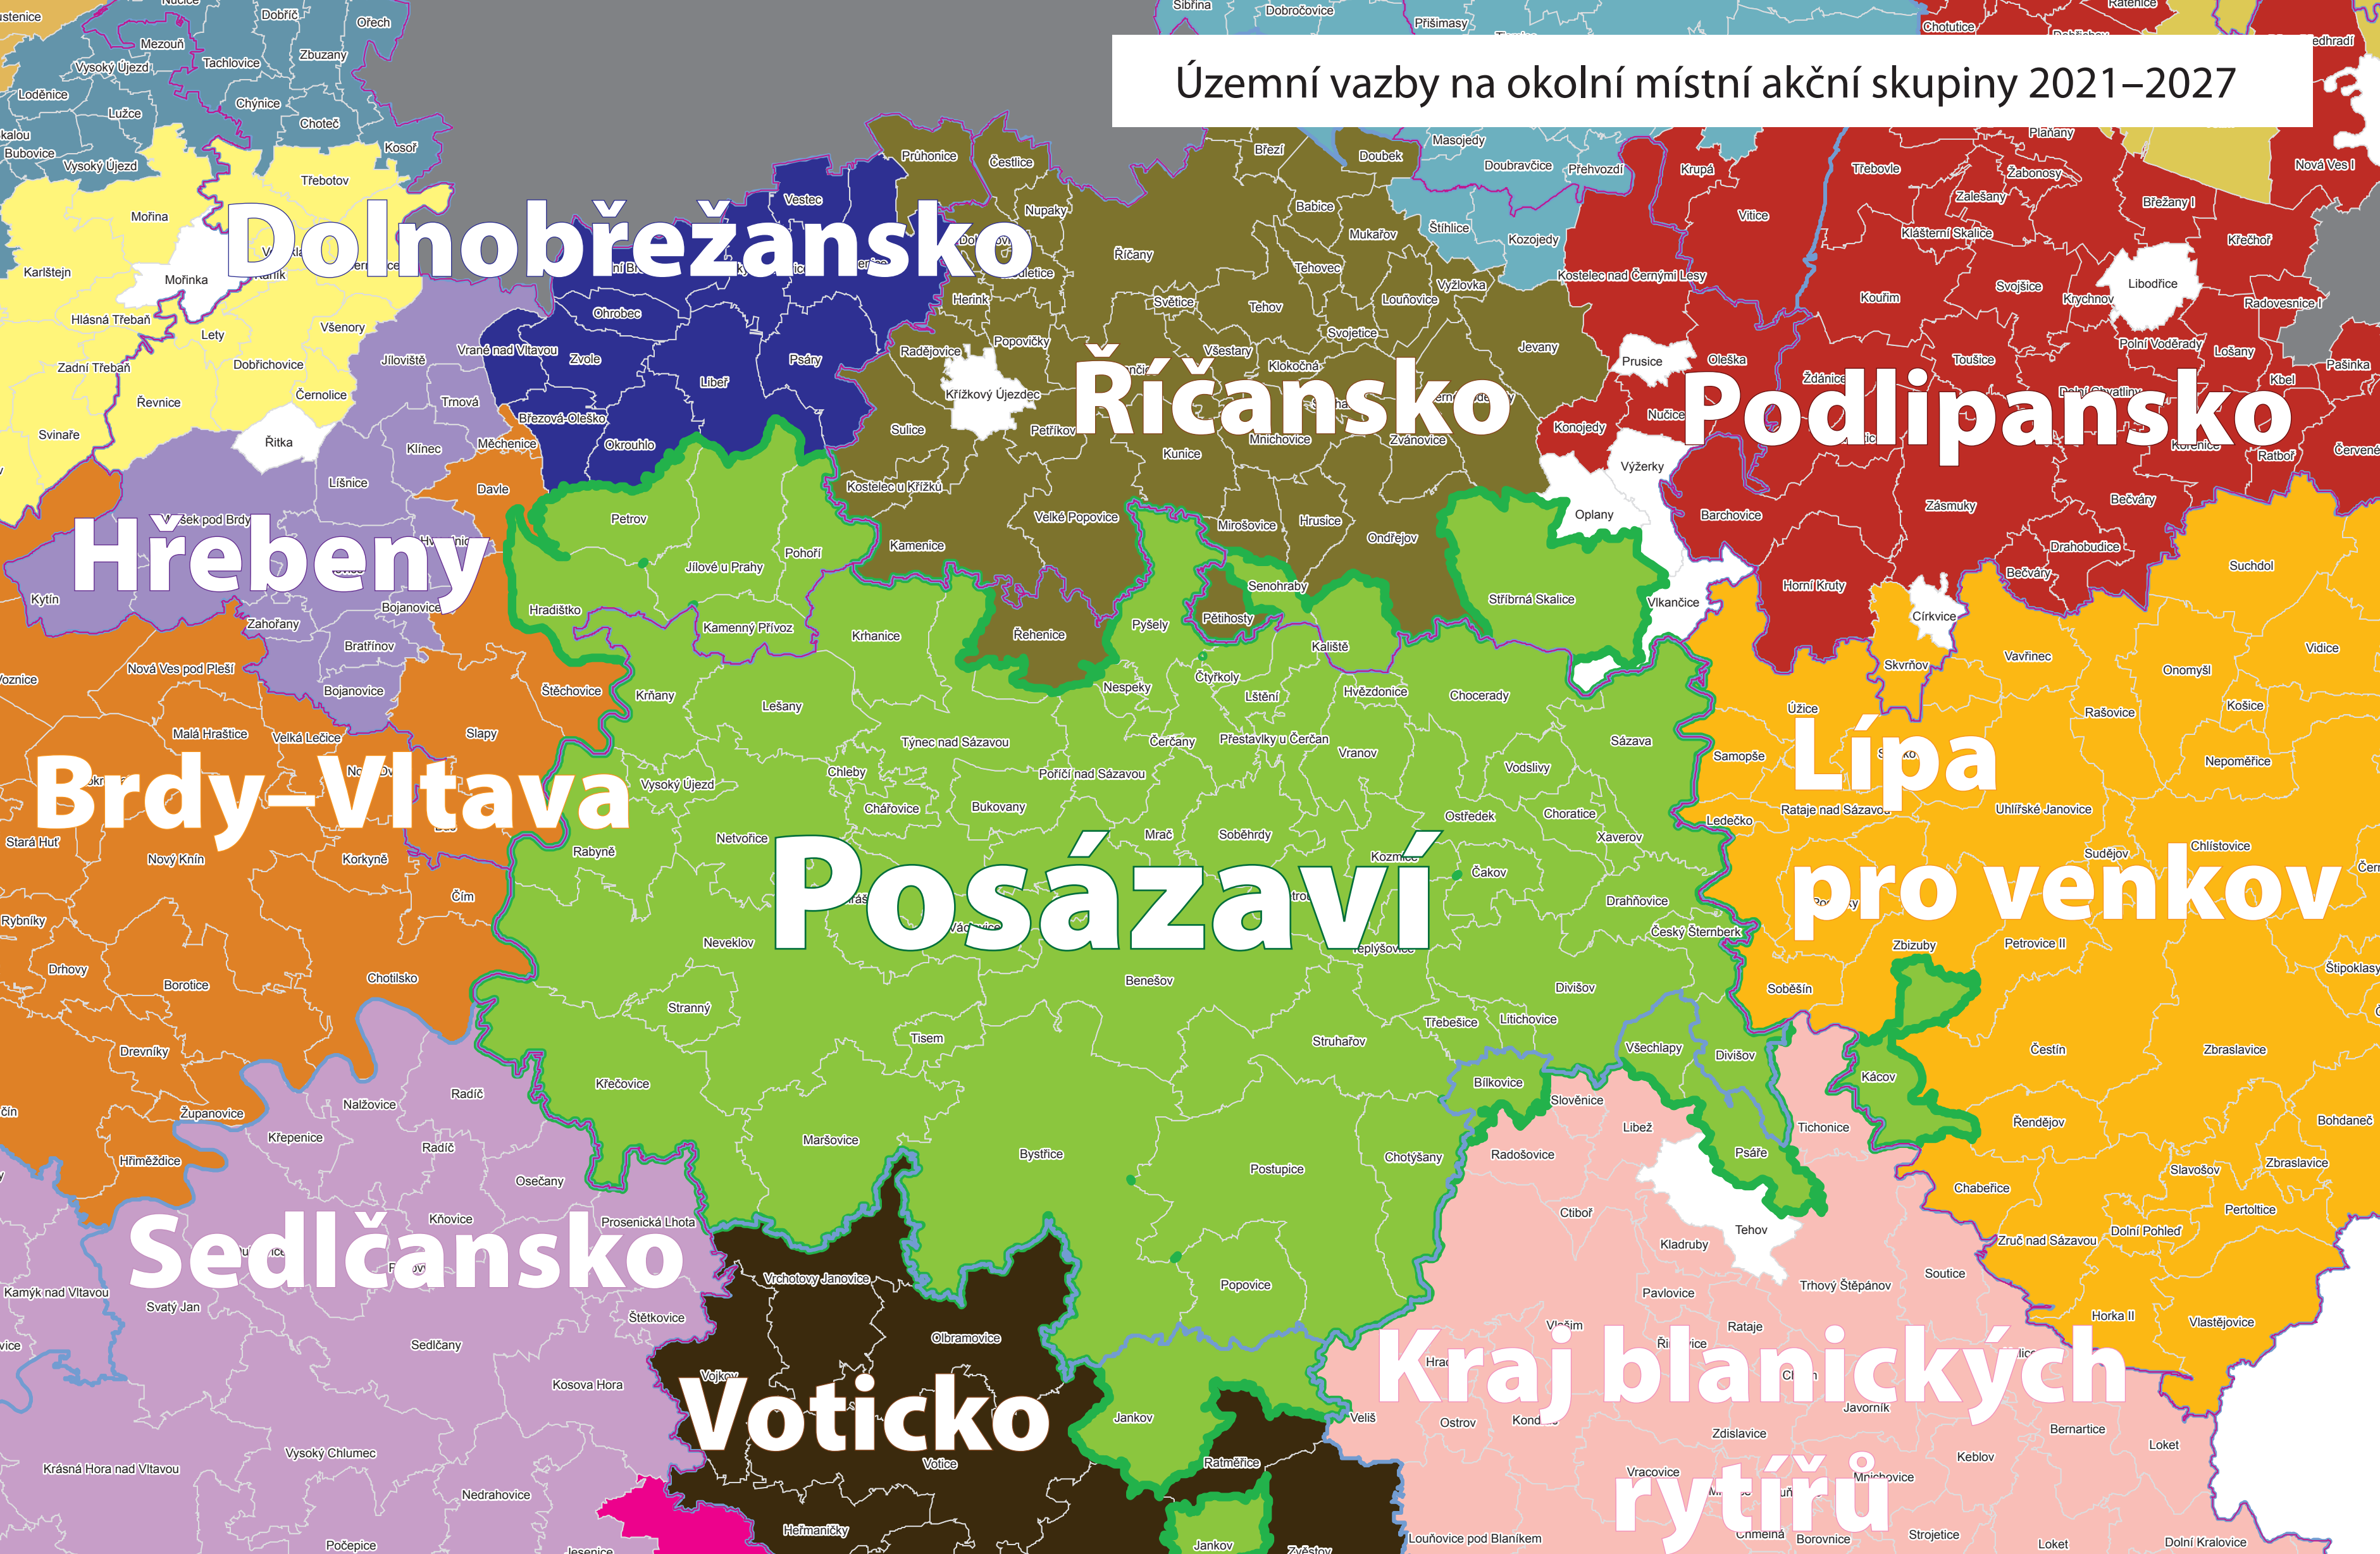 Sibřina
Dobročovice
Přišimasy
Chotutice
Ratenice
Dobříč
Ořech
Mezouň
Zbuzany
Vysoký Újezd
Tachlovice
Územní vazby na okolní místní akční skupiny 2021–2027
Loděnice
Chýnice
Lužce
Choteč
Bubovice
Vysoký Újezd
Kosoř
Průhonice
Čestlice
Březí
Doubek
Masojedy
Doubravčice
Přehvozdí
Krupá
Třebovle
Plaňany
Žabonosy
Nová Ves I
Třebotov
Vestec
Zalešany
Břežany I
Mořina
Nupaky
Babice
Vitice
Dolnobřežansko
Mukařov
Štíhlice
Kozojedy
Klášterní Skalice
Křečhoř
Karlštejn
Mořinka
Říčany
Tehovec
Kostelec nad Černými Lesy
Svojšice
Libodřice
Herink
Světice
Tehov
Louňovice
Vyžlovka
Kouřim
Krychnov
Radovesnice I
Hlásná Třebaň
Ohrobec
Lety
Všenory
Popovičky
Svojetice
Jevany
Polní Voděrady
Lošany
Vrané nad Vltavou
Zvole
Psáry
Radějovice
Všestary
Klokočná
Prusice
Oleška
Toušice
Pašinka
Zadní Třebaň
Dobřichovice
Jíloviště
Libeř
Ždánice
Kbel
Řevnice
Černolice
Trnová
Křížkový Újezdec
Říčansko
Podlipansko
Březová-Oleško
Nučice
Svinaře
Řitka
Měchenice
Okrouhlo
Sulice
Petříkov
Mnichovice
Zvánovice
Konojedy
Klínec
Kunice
Ratboř
Výžerky
Líšnice
Davle
Kostelec u Křížků
Bečváry
Petrov
Velké Popovice
Mirošovice
Hrusice
Oplany
Barchovice
Zásmuky
Hřebeny
Pohoří
Kamenice
Ondřejov
Drahobudice
Jílové u Prahy
Suchdol
Bečváry
Kytín
Senohraby
Horní Kruty
Bojanovice
Hradištko
Stříbrná Skalice
Vlkančice
Zahořany
Kamenný Přívoz
Krhanice
Řehenice
Pyšely
Pětihosty
Církvice
Bratřínov
Kaliště
Vidice
Nová Ves pod Pleší
Skvrňov
Vavřinec
Onomyšl
Voznice
Bojanovice
Štěchovice
Krňany
Nespeky
Čtyřkoly
Lštění
Hvězdonice
Chocerady
Lešany
Úžice
Rašovice
Košice
Malá Hraštice
Velká Lečice
Slapy
Týnec nad Sázavou
Čerčany
Přestavlky u Čerčan
Vranov
Sázava
Lípa
Samopše
Nepoměřice
Brdy–Vltava
Vysoký Újezd
Chleby
Poříčí nad Sázavou
Vodslivy
Chářovice
Bukovany
Ostředek
Choratice
Ledečko
Rataje nad Sázavou
Uhlířské Janovice
Stará Huť
Netvořice
Mrač
Soběhrdy
Xaverov
Nový Knín
Korkyně
Rabyně
Kozmice
Sudějov
Chlístovice
Posázaví
Čakov
pro venkov
Čím
Drahňovice
Rybníky
Český Šternberk
Neveklov
Zbizuby
Petrovice II
Drhovy
Štipoklasy
Borotice
Chotilsko
Benešov
Divišov
Soběšín
Stranný
Třebešice
Litichovice
Tisem
Struhařov
Drevníky
Všechlapy
Divišov
Čestín
Zbraslavice
Křečovice
Bílkovice
Kácov
Radíč
Nalžovice
Slověnice
Županovice
Libež
Tichonice
Řendějov
Bohdaneč
Křepenice
Radíč
Maršovice
Bystřice
Chotýšany
Radošovice
Psáře
Hřiměždice
Postupice
Slavošov
Zbraslavice
Osečany
Chabeřice
Kňovice
Prosenická Lhota
Ctiboř
Pertoltice
Sedlčansko
Tehov
Dolní Pohleď
Kladruby
Zruč nad Sázavou
Vrchotovy Janovice
Popovice
Soutice
Kamýk nad Vltavou
Pavlovice
Trhový Štěpánov
Svatý Jan
Štětkovice
Horka II
Vlastějovice
Vlašim
Rataje
Sedlčany
Olbramovice
Kraj blanických
Kosova Hora
Vojkov
Voticko
Jankov
Veliš
Ostrov
Javorník
Bernartice
Zdislavice
Loket
Vysoký Chlumec
Votice
Ratměřice
Keblov
Krásná Hora nad Vltavou
Vracovice
Mnichovice
rytířů
Nedrahovice
Heřmaničky
Louňovice pod Blaníkem
Chmelná
Borovnice
Strojetice
Počepice
Jesenice
Jankov
Zvěstov
Loket
Dolní Kralovice